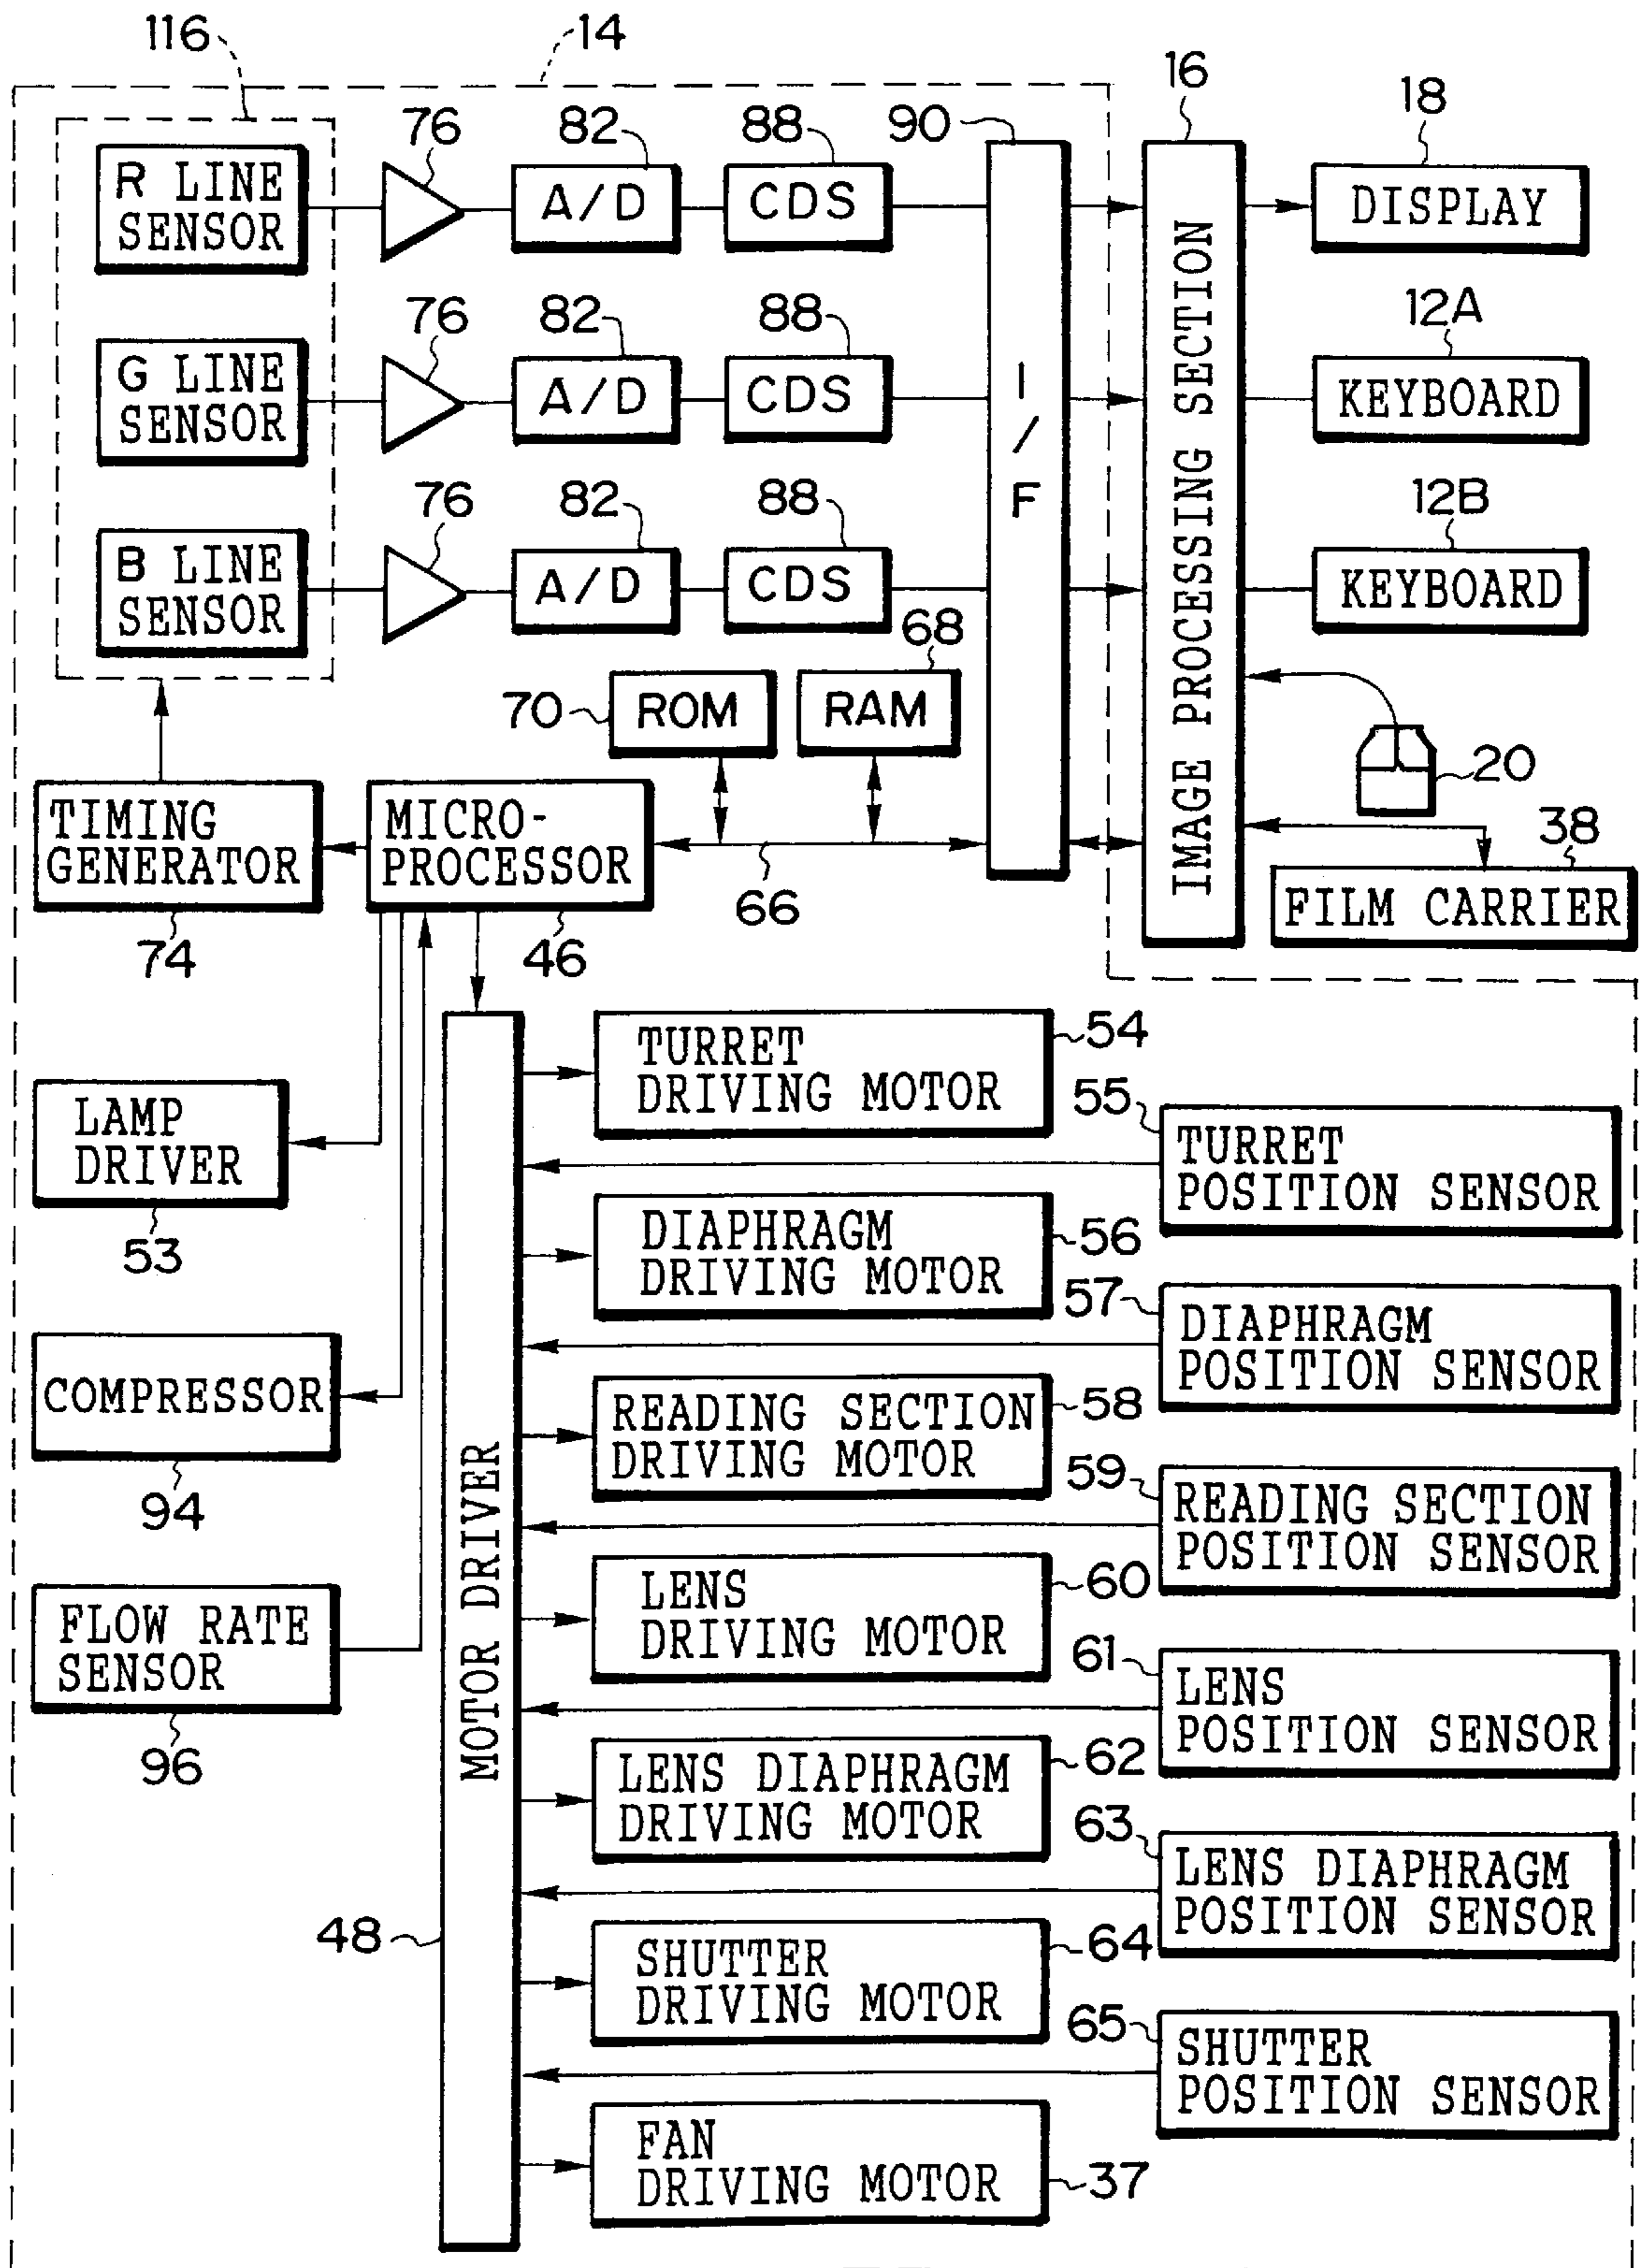 116
14
16
18
76
82
88
90
R LINE
SENSOR
A/D
CDS
DISPLAY
76
82
88
12A
G LINE
SENSOR
A/D
CDS
I/F
IMAGE PROCESSING SECTION
KEYBOARD
76
82
88
12B
B LINE
SENSOR
A/D
CDS
KEYBOARD
68
70
ROM
RAM
20
TIMING
GENERATOR
MICRO-
PROCESSOR
66
38
FILM CARRIER
74
46
54
TURRET
DRIVING MOTOR
55
TURRET
POSITION SENSOR
LAMP
DRIVER
53
DIAPHRAGM
DRIVING MOTOR
56
57
DIAPHRAGM
POSITION SENSOR
COMPRESSOR
94
READING SECTION
DRIVING MOTOR
58
59
READING SECTION
POSITION SENSOR
MOTOR DRIVER
LENS
DRIVING MOTOR
60
FLOW RATE
SENSOR
96
61
LENS
POSITION SENSOR
LENS DIAPHRAGM
DRIVING MOTOR
62
63
LENS DIAPHRAGM
POSITION SENSOR
48
SHUTTER
DRIVING MOTOR
64
65
SHUTTER
POSITION SENSOR
FAN
DRIVING MOTOR
37